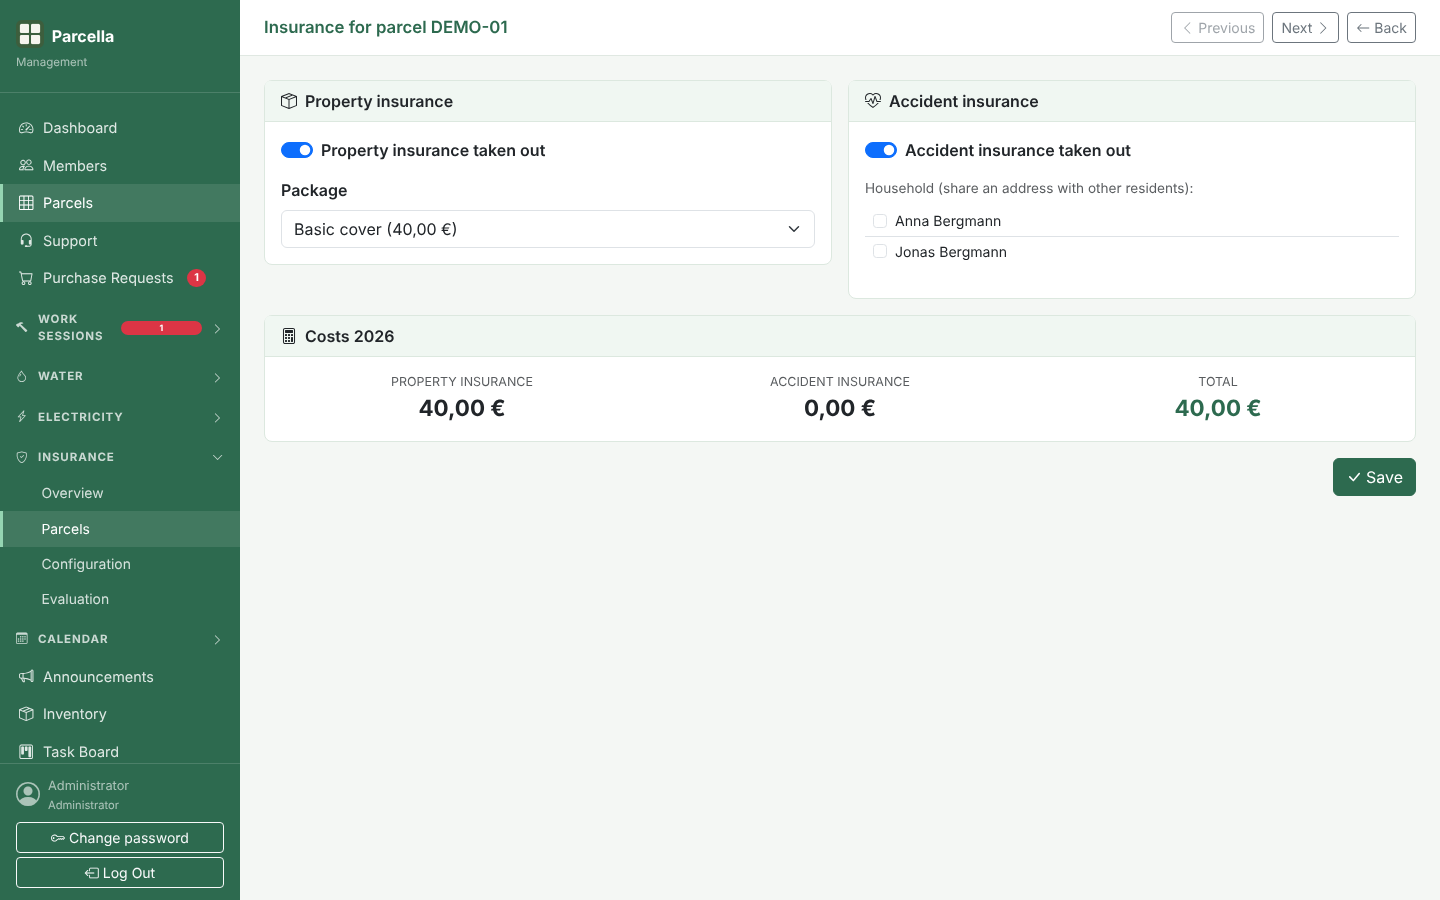 Parcella
Management
Dashboard
Members
Parcels
Support
Purchase Requests 1
WORK SESSIONS 1
WATER
ELECTRICITY
INSURANCE
Overview
Parcels
Configuration
Evaluation
CALENDAR
Announcements
Inventory
Task Board
Administrator
Administrator
Change password
Log Out
Insurance for parcel DEMO-01
Previous
Next
Back
Property insurance
Property insurance taken out
Package
Basic cover (40,00 €)
Accident insurance
Accident insurance taken out
Household (share an address with other residents):
Anna Bergmann
Jonas Bergmann
Costs 2026
PROPERTY INSURANCE
40,00 €
ACCIDENT INSURANCE
0,00 €
TOTAL
40,00 €
Save